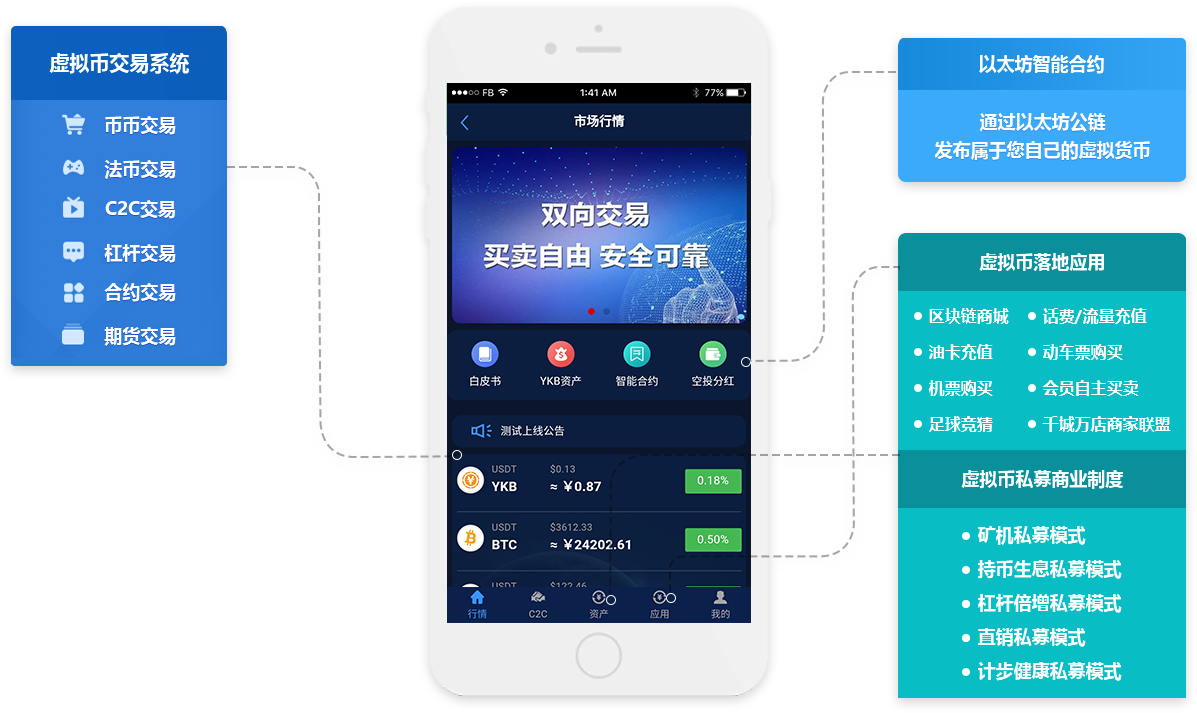 虚拟币交易系统
币币交易
法币交易
C2C交易
杠杆交易
合约交易
期货交易
FB
1:41 AM
77%
市场行情
双向交易
买卖自由 安全可靠
白皮书
YKB资产
智能合约
空投分红
测试上线公告
USDT
$0.13
YKB
≈ ¥0.87
0.18%
USDT
$3612.33
BTC
≈ ¥24202.61
0.50%
USDT
$122.46
行情
C2C
资产
应用
我的
以太坊智能合约
通过以太坊公链
发布属于您自己的虚拟货币
虚拟币落地应用
区块链商城
话费/流量充值
油卡充值
动车票购买
机票购买
会员自主买卖
足球竞猜
千城万店商家联盟
虚拟币私募商业制度
矿机私募模式
持币生息私募模式
杠杆倍增私募模式
直销私募模式
计步健康私募模式